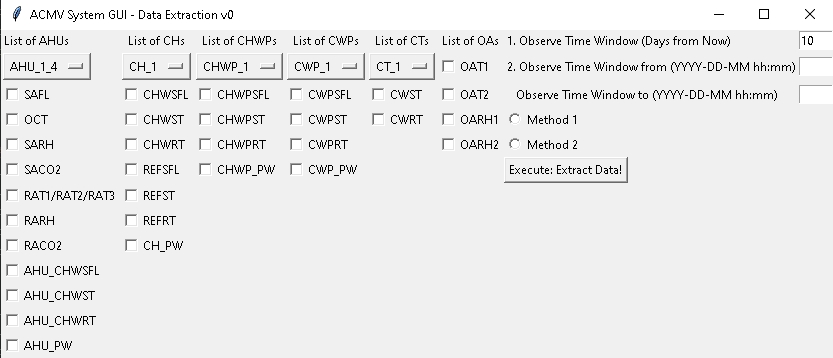 ACMV System GUI - Data Extraction v0
List of AHUs List of CHs List of CHWPs List of CWPs List of CTs List of OAs 1. Observe Time Window (Days from Now) 10
AHU_1_4 CH_1 CHWP_1 CWP_1 CT_1 OAT1 2. Observe Time Window from (YYYY-DD-MM hh:mm)
SAFL CHWSFL CHWPSFL CWPSFL CWST OAT2 Observe Time Window to (YYYY-DD-MM hh:mm)
OCT CHWST CHWPST CWPST CWRT OARH1 Method 1
SARH CHWRT CHWPRT CWPRT OARH2 Method 2
SACO2 REFSFL CHWP_PW CWP_PW Execute: Extract Data!
RAT1/RAT2/RAT3 REFST
RARH REFRT
RACO2 CH_PW
AHU_CHWSFL
AHU_CHWST
AHU_CHWRT
AHU_PW